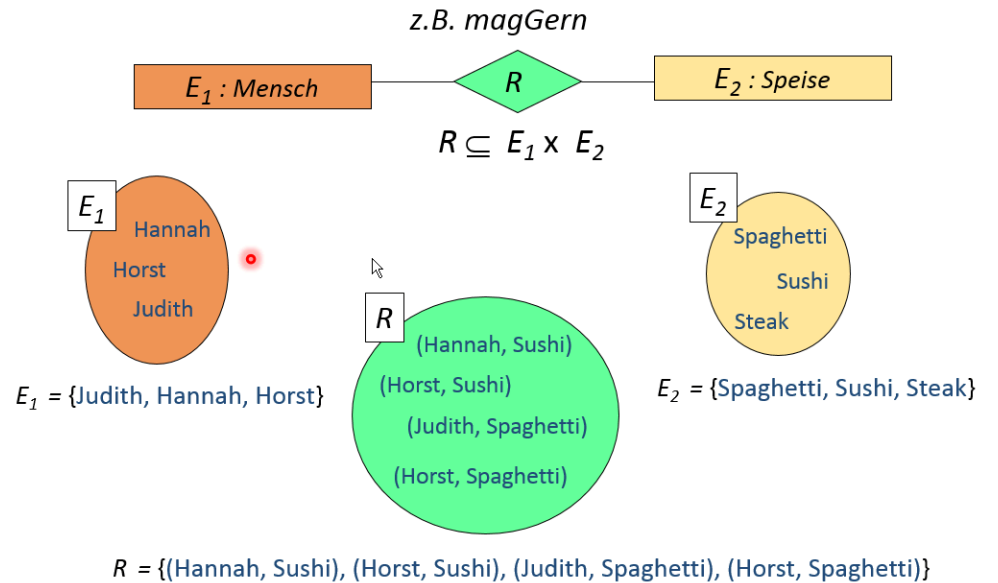 z.B. magGern
E₁ : Mensch
R
E₂ : Speise
R ⊆ E₁ x E₂
E₁
Hannah
Horst
Judith
E₁ = {Judith, Hannah, Horst}
R
(Hannah, Sushi)
(Horst, Sushi)
(Judith, Spaghetti)
(Horst, Spaghetti)
E₂
Spaghetti
Sushi
Steak
E₂ = {Spaghetti, Sushi, Steak}
R = {(Hannah, Sushi), (Horst, Sushi), (Judith, Spaghetti), (Horst, Spaghetti)}